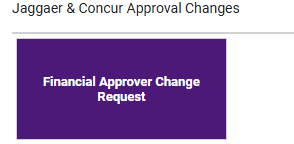 Jaggaer & Concur Approval Changes
Financial Approver Change
Request